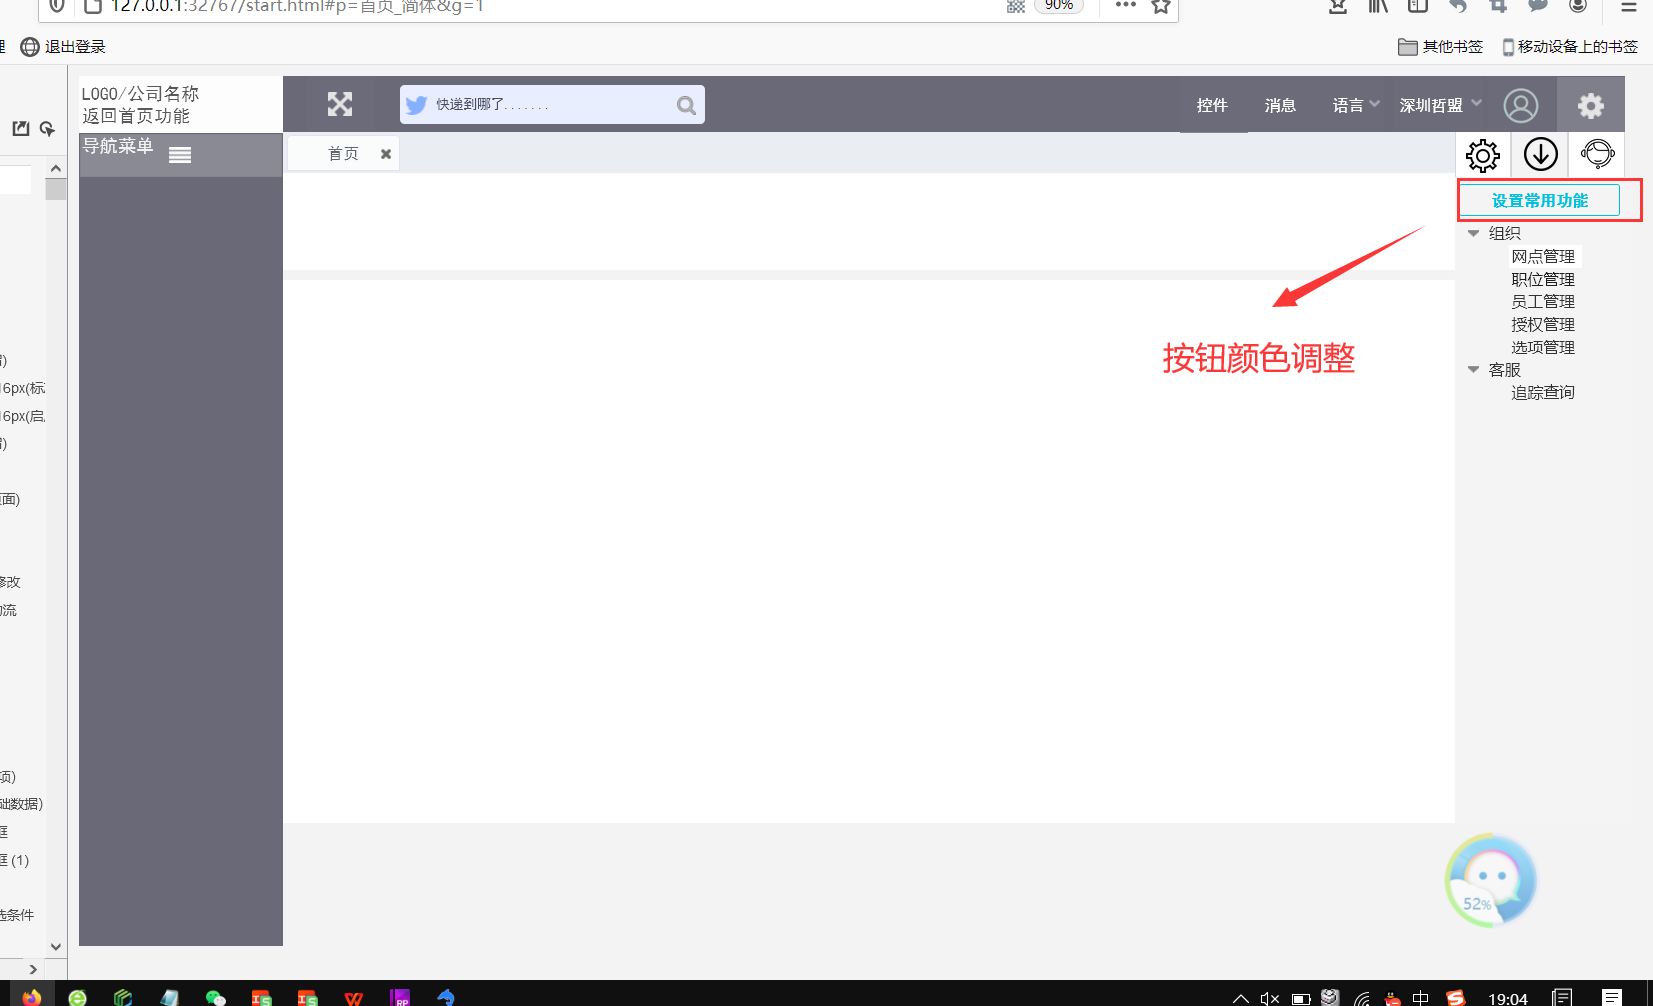 127.0.0.1:32767/start.html#p=首页_简体&g=1
90%
退出登录
其他书签
移动设备上的书签
LOGO/公司名称
返回首页功能
快递到哪了.......
控件
消息
语言
深圳哲盟
导航菜单
首页
设置常用功能
组织
网点管理
职位管理
员工管理
授权管理
选项管理
客服
追踪查询
按钮颜色调整
16px(标
16px(启
面)
修改
流
项)
础数据)
框
框 (1)
选条件
52%
中
19:04